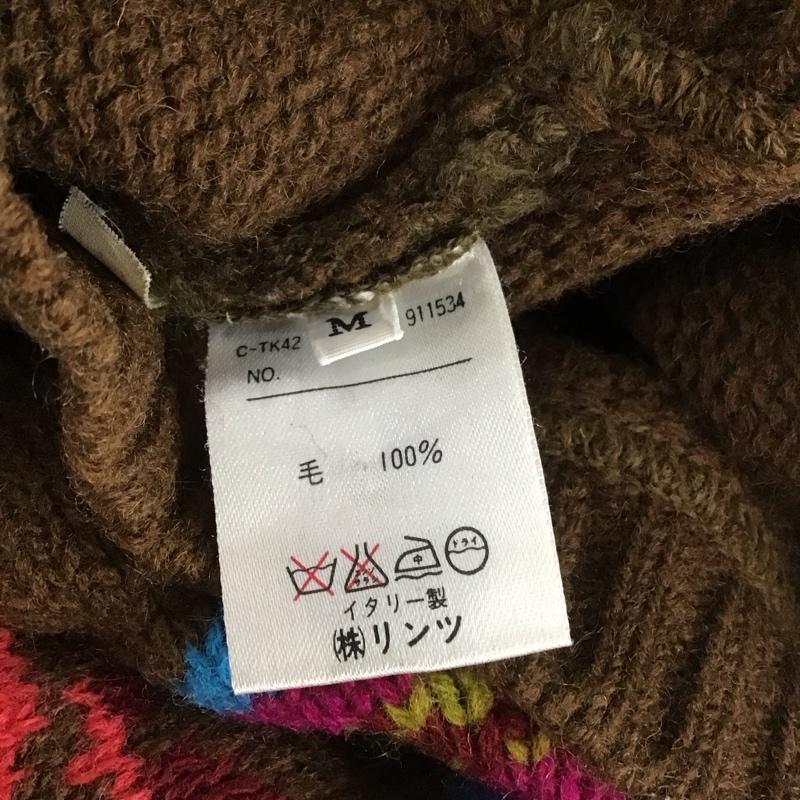 M
C-TK42 911534
NO.
毛 100%
中 ドライ
イタリー製
(株)リンツ